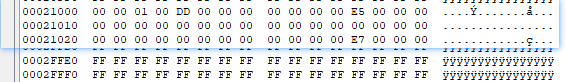 00021000 00 00 01 00 DD 00 00 00 00 00 00 00 E5 00 00 00 ....Ý.......å...
00021010 00 00 00 00 00 00 00 00 00 00 00 00 00 00 00 00 ................
00021020 00 00 00 00 00 00 00 00 00 00 00 00 E7 00 00 00 ............ç...
0002FFE0 FF FF FF FF FF FF FF FF FF FF FF FF FF FF FF FF ÿÿÿÿÿÿÿÿÿÿÿÿÿÿÿÿ
0002FFF0 FF FF FF FF FF FF FF FF FF FF FF FF FF FF FF FF ÿÿÿÿÿÿÿÿÿÿÿÿÿÿÿÿ